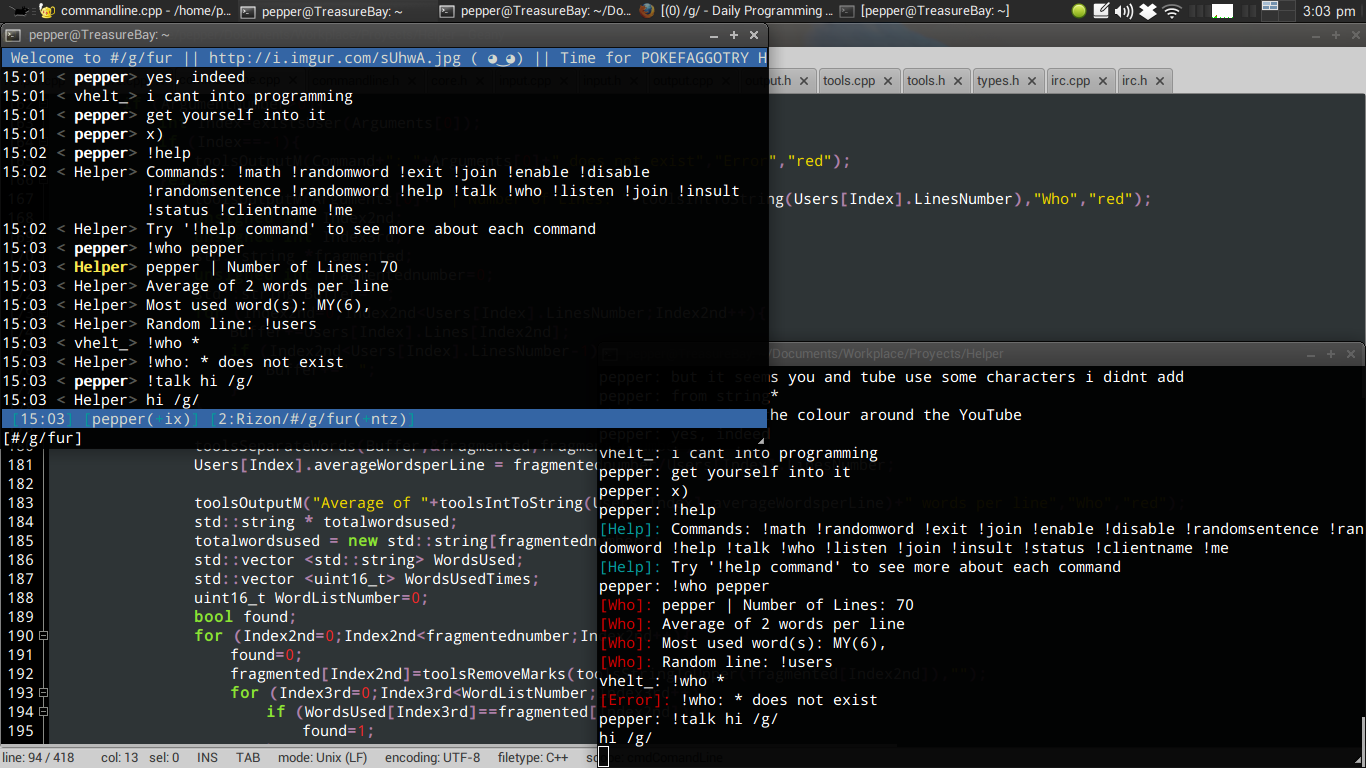 commandline.cpp - /home/p...
pepper@TreasureBay: ~
pepper@TreasureBay: ~/Do...
[(0) /g/ - Daily Programming ...
[pepper@TreasureBay: ~]
3:03 pm
pepper@TreasureBay: ~
Welcome to #/g/fur || http://i.imgur.com/sUhwA.jpg ( ◕‿◕) || Time for POKEFAGGOTRY H
15:01 < pepper> yes, indeed
15:01 < vhelt_> i cant into programming
15:01 < pepper> get yourself into it
15:01 < pepper> x)
15:02 < pepper> !help
15:02 < Helper> Commands: !math !randomword !exit !join !enable !disable
!randomsentence !randomword !help !talk !who !listen !join !insult
!status !clientname !me
15:02 < Helper> Try '!help command' to see more about each command
15:03 < pepper> !who pepper
15:03 < Helper> pepper | Number of Lines: 70
15:03 < Helper> Average of 2 words per line
15:03 < Helper> Most used word(s): MY(6),
15:03 < Helper> Random line: !users
15:03 < vhelt_> !who *
15:03 < Helper> !who: * does not exist
15:03 < pepper> !talk hi /g/
15:03 < Helper> hi /g/
[15:03] [pepper(+ix)] [2:Rizon/#/g/fur(+ntz)]
[#/g/fur]
out.h
tools.cpp
tools.h
types.h
irc.cpp
irc.h
","red");
String(Users[Index].LinesNumber),"Who","red");
181 Users[Index].averageWordsperLine = fragmented
182
183 toolsOutputM("Average of "+toolsIntToString(U
184 std::string * totalwordsused;
185 totalwordsused = new std::string[fragmentedn
186 std::vector <std::string> WordsUsed;
187 std::vector <uint16_t> WordsUsedTimes;
188 uint16_t WordListNumber=0;
189 bool found;
190 for (Index2nd=0;Index2nd<fragmentednumber;In
191 found=0;
192 fragmented[Index2nd]=toolsRemoveMarks(too
193 for (Index3rd=0;Index3rd<WordListNumber;
194 if (WordsUsed[Index3rd]==fragmented[
195 found=1;
line: 94 / 418 col: 13 sel: 0 INS TAB mode: Unix (LF) encoding: UTF-8 filetype: C++
/Documents/Workplace/Proyects/Helper
pepper: but it seems you and tube use some characters i didnt add
pepper: from string*
he colour around the YouTube
pepper: yes, indeed
vhelt_: i cant into programming
pepper: get yourself into it
pepper: x)
pepper: !help
[Help]: Commands: !math !randomword !exit !join !enable !disable !randomsentence !ran
domword !help !talk !who !listen !join !insult !status !clientname !me
[Help]: Try '!help command' to see more about each command
pepper: !who pepper
[Who]: pepper | Number of Lines: 70
[Who]: Average of 2 words per line
[Who]: Most used word(s): MY(6),
[Who]: Random line: !users
vhelt_: !who *
[Error]: !who: * does not exist
pepper: !talk hi /g/
hi /g/